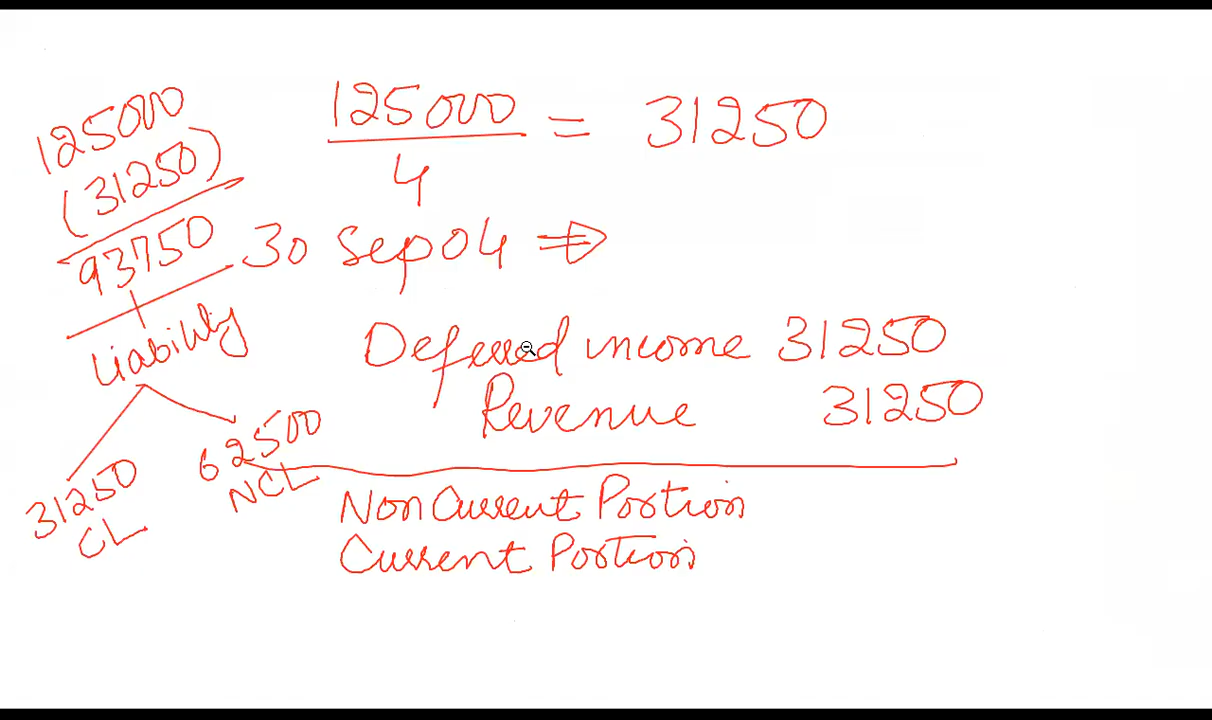 125000
(31250)
93750
Liability
31250
CL
62500
NCL
125000
4
= 31250
30 Sep 04 ⇒
Deferred income 31250
Revenue 31250
Non Current Portion
Current Portion